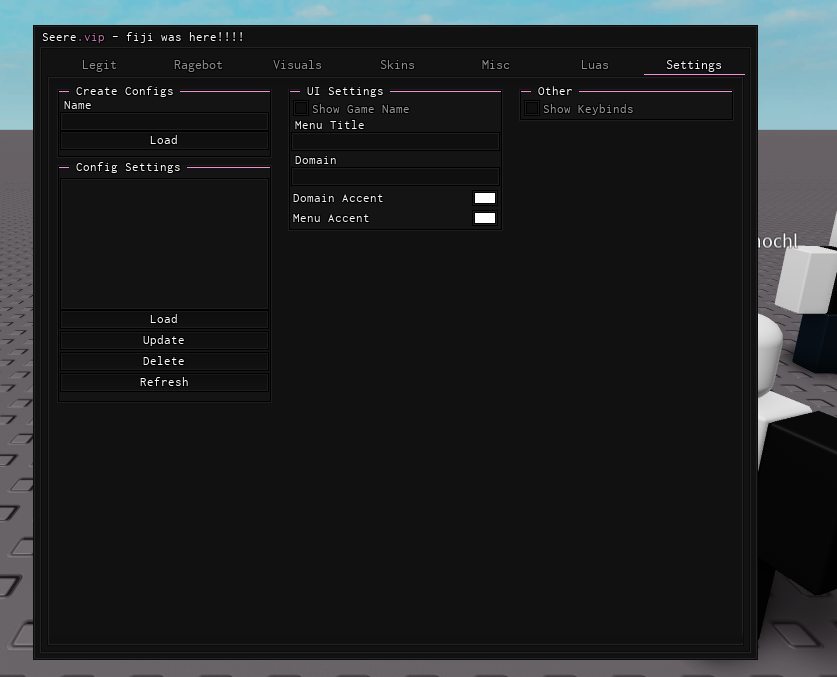 Seere.vip - fiji was here!!!!
Legit Ragebot Visuals Skins Misc Luas Settings
Create Configs
Name
Load
Config Settings
Load
Update
Delete
Refresh
UI Settings
Show Game Name
Menu Title
Domain
Domain Accent
Menu Accent
Other
Show Keybinds